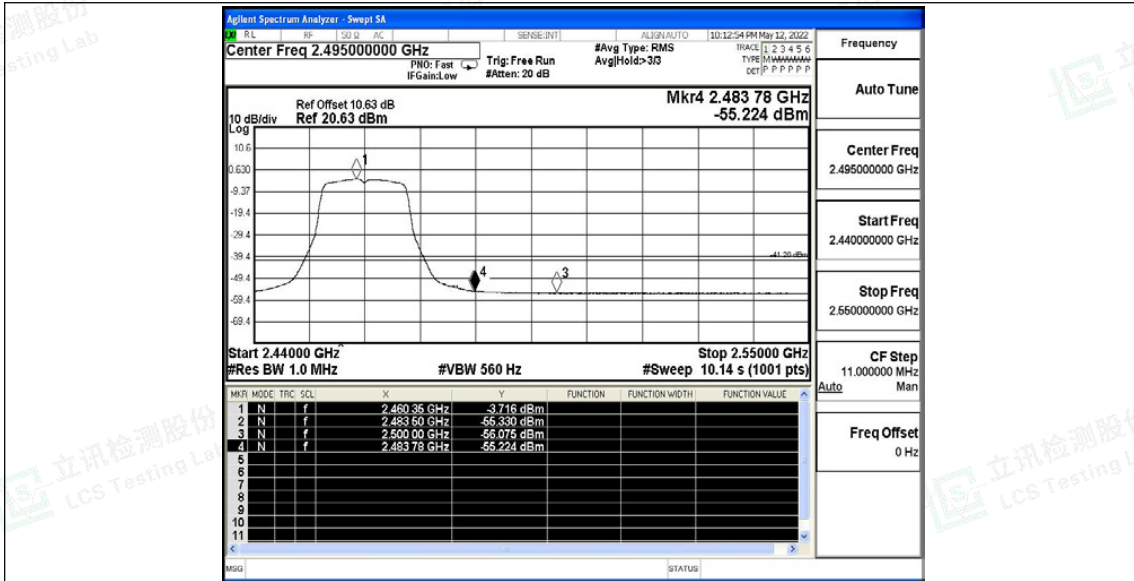 Agilent Spectrum Analyzer - Swept SA
RL RF 50 Ω AC SENSE:INT ALIGN AUTO 10:12:54 PM May 12, 2022
Center Freq 2.495000000 GHz
PNO: Fast
IFGain:Low
Trig: Free Run
#Atten: 20 dB
#Avg Type: RMS
Avg|Hold:>3/3
TRACE 1 2 3 4 5 6
TYPE M
DET P P P P P P
Frequency
Auto Tune
Center Freq
2.495000000 GHz
Start Freq
2.440000000 GHz
Stop Freq
2.550000000 GHz
CF Step
11.000000 MHz
Auto Man
Freq Offset
0 Hz
Mkr4 2.483 78 GHz
-55.224 dBm
Ref Offset 10.63 dB
10 dB/div Ref 20.63 dBm
Log
10.6
0.630
-9.37
-19.4
-29.4
-39.4
-49.4
-59.4
-69.4
1
4
3
-41.20 dBm
Start 2.44000 GHz Stop 2.55000 GHz
#Res BW 1.0 MHz #VBW 560 Hz #Sweep 10.14 s (1001 pts)
MKR MODE TRC SCL X Y FUNCTION FUNCTION WIDTH FUNCTION VALUE
1 N f 2.460 35 GHz -3.716 dBm
2 N f 2.483 50 GHz -55.330 dBm
3 N f 2.500 00 GHz -56.075 dBm
4 N f 2.483 78 GHz -55.224 dBm
5
6
7
8
9
10
11
MSG STATUS
立讯检测股份
LCS Testing Lab